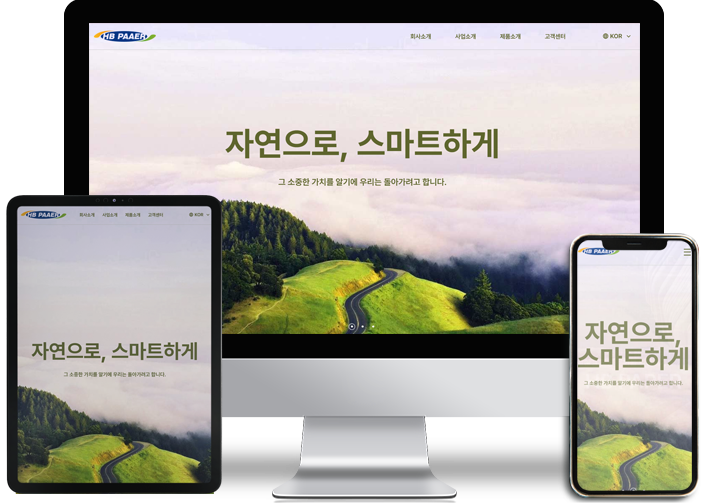 HB PAAEK
회사소개 사업소개 제품소개 고객센터 KOR
자연으로, 스마트하게
그 소중한 가치를 알기에 우리는 돌아가려고 합니다.
HB PAAEK
회사소개 사업소개 제품소개 고객센터 KOR
자연으로, 스마트하게
그 소중한 가치를 알기에 우리는 돌아가려고 합니다.
HB PAAEK
자연으로,
스마트하게
그 소중한 가치를 알기에 우리는 돌아가려고 합니다.